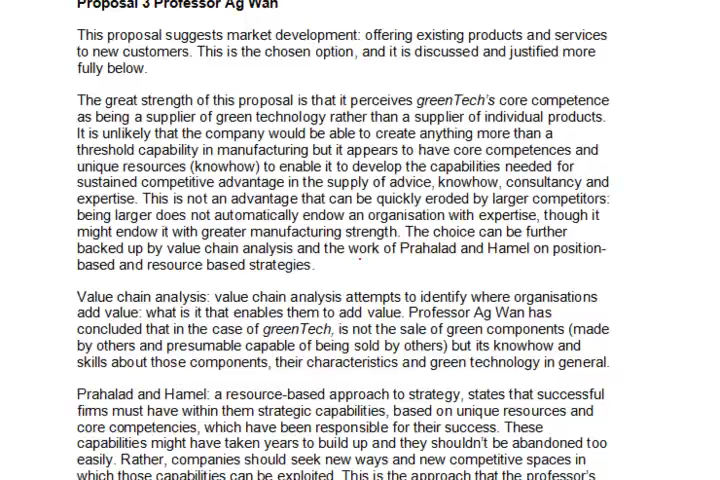 Proposal 3 Professor Ag Wan
This proposal suggests market development: offering existing products and services
to new customers. This is the chosen option, and it is discussed and justified more
fully below.
The great strength of this proposal is that it perceives greenTech's core competence
as being a supplier of green technology rather than a supplier of individual products.
It is unlikely that the company would be able to create anything more than a
threshold capability in manufacturing but it appears to have core competences and
unique resources (knowhow) to enable it to develop the capabilities needed for
sustained competitive advantage in the supply of advice, knowhow, consultancy and
expertise. This is not an advantage that can be quickly eroded by larger competitors:
being larger does not automatically endow an organisation with expertise, though it
might endow it with greater manufacturing strength. The choice can be further
backed up by value chain analysis and the work of Prahalad and Hamel on position-
based and resource based strategies.
Value chain analysis: value chain analysis attempts to identify where organisations
add value: what is it that enables them to add value. Professor Ag Wan has
concluded that in the case of greenTech, is not the sale of green components (made
by others and presumable capable of being sold by others) but its knowhow and
skills about those components, their characteristics and green technology in general.
Prahalad and Hamel: a resource-based approach to strategy, states that successful
firms must have within them strategic capabilities, based on unique resources and
core competencies, which have been responsible for their success. These
capabilities might have taken years to build up and they shouldn't be abandoned too
easily. Rather, companies should seek new ways and new competitive spaces in
which those capabilities can be exploited. This is the approach that the professor's